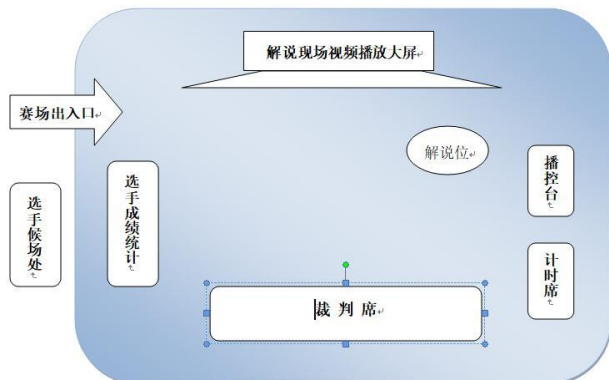 解说现场视频播放大屏
赛场出入口
解说位
播控台
选手成绩统计
选手候场处
计时席
裁判席